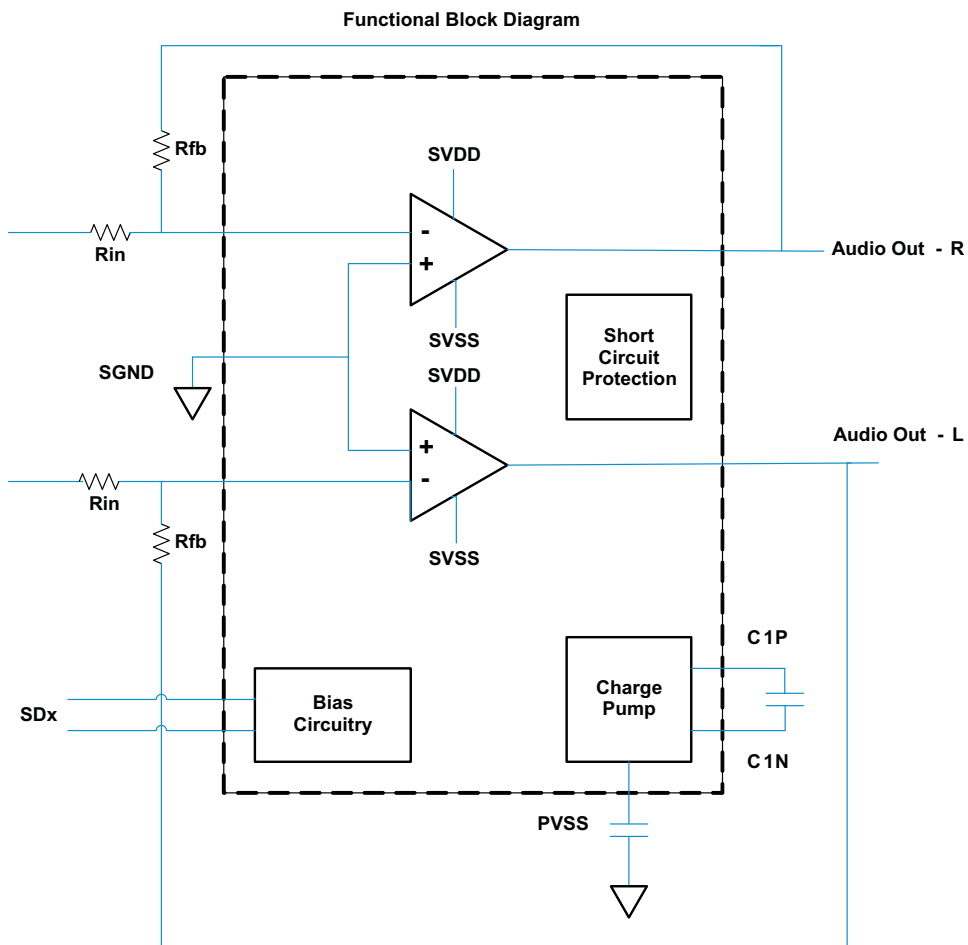 Functional Block Diagram
Rfb
SVDD
-
+
Rin
Audio Out - R
SVSS
Short
Circuit
Protection
SGND
SVDD
Audio Out - L
+
-
Rin
Rfb
SVSS
C1P
Bias
Circuitry
Charge
Pump
SDx
C1N
PVSS